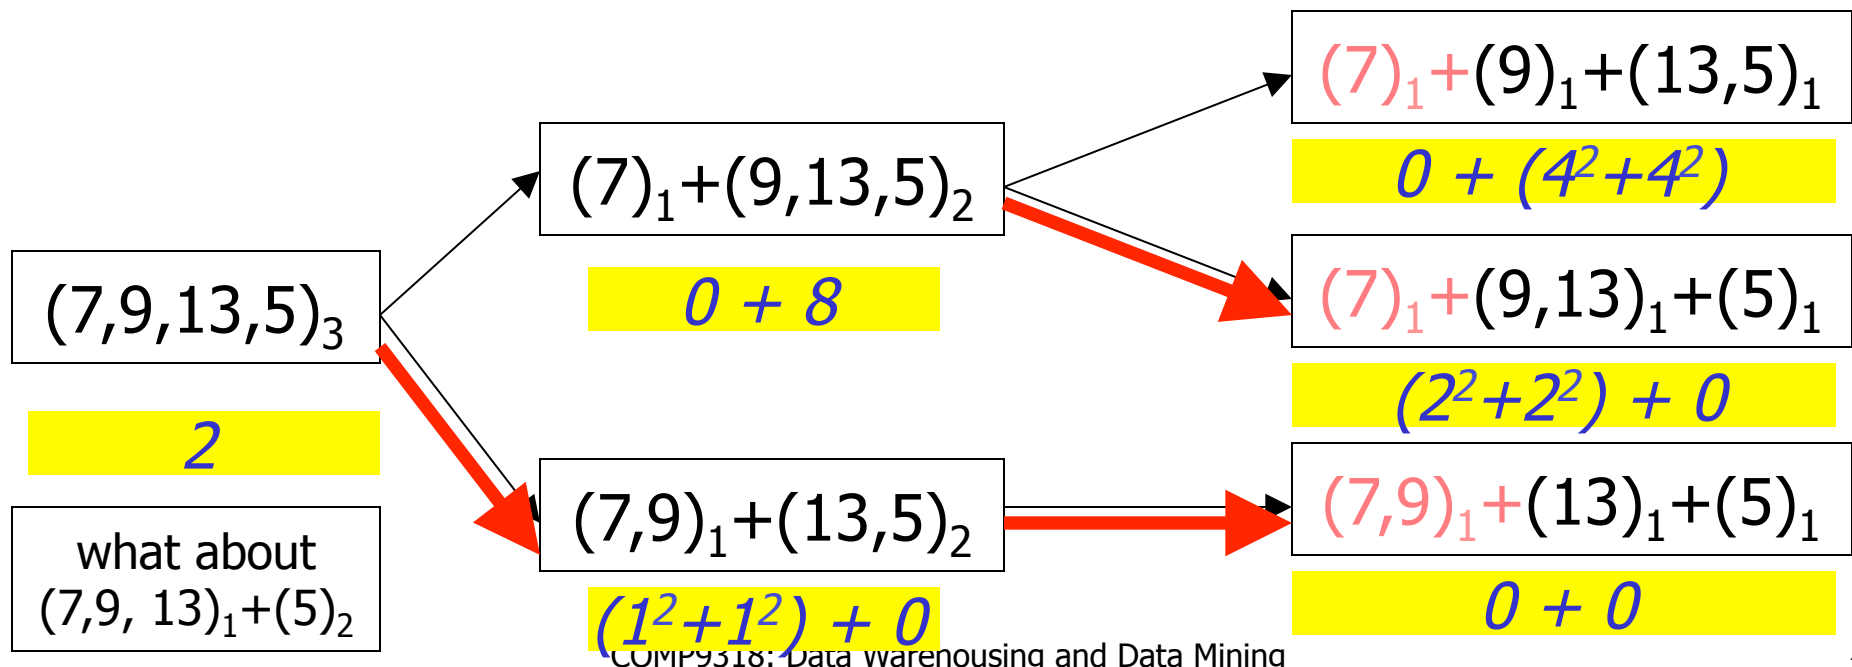 (7,9,13,5)₃
2
what about
(7,9, 13)₁+(5)₂
(7)₁+(9,13,5)₂
0 + 8
(7,9)₁+(13,5)₂
(1²+1²) + 0
(7)₁+(9)₁+(13,5)₁
0 + (4²+4²)
(7)₁+(9,13)₁+(5)₁
(2²+2²) + 0
(7,9)₁+(13)₁+(5)₁
0 + 0
COMP9318: Data Warehousing and Data Mining